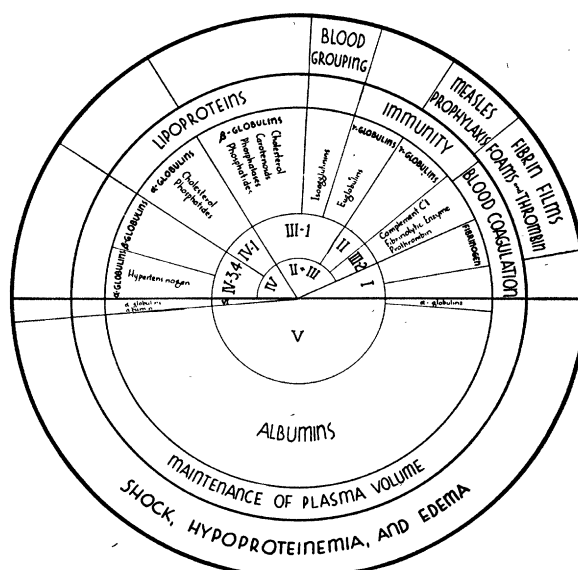 BLOOD
GROUPING
MEASLES
PROPHYLAXIS
FIBRIN FILMS
FOAMS and THROMBIN
LIPOPROTEINS
IMMUNITY
BLOOD COAGULATION
α-GLOBULINS
β-GLOBULINS
Hypertensinogen
α-GLOBULINS
Cholesterol
Phosphatides
β-GLOBULINS
Cholesterol
Carotenoids
Phosphatases
Phosphatides
Isoagglutinins
γ-GLOBULINS
Euglobulins
γ-GLOBULINS
Complement C1
Fibrinolytic Enzyme
Prothrombin
FIBRINOGEN
α globulins
albumin
α-globulins
VI
IV-3,4
IV-1
III-1
II
III-2
I
IV
II + III
V
ALBUMINS
MAINTENANCE OF PLASMA VOLUME
SHOCK, HYPOPROTEINEMIA, AND EDEMA